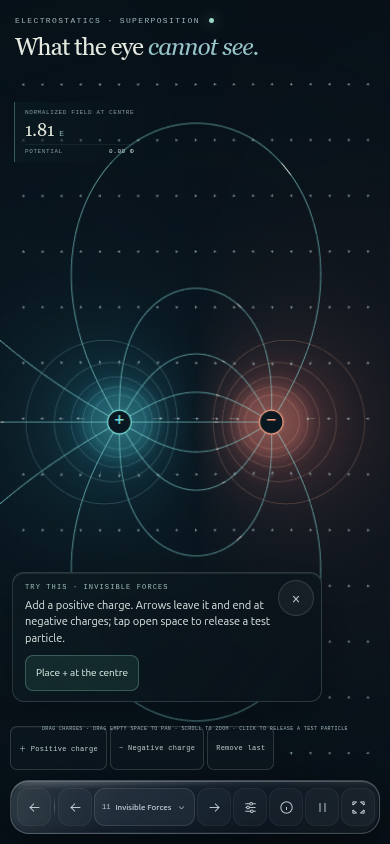 ELECTROSTATICS · SUPERPOSITION
What the eye cannot see.
NORMALIZED FIELD AT CENTRE
1.81 E
POTENTIAL 0.00 Φ
+
−
TRY THIS · INVISIBLE FORCES
Add a positive charge. Arrows leave it and end at
negative charges; tap open space to release a test
particle.
×
Place + at the centre
DRAG CHARGES · DRAG EMPTY SPACE TO PAN · SCROLL TO ZOOM · CLICK TO RELEASE A TEST PARTICLE
+ Positive charge
− Negative charge
Remove last
11 Invisible Forces